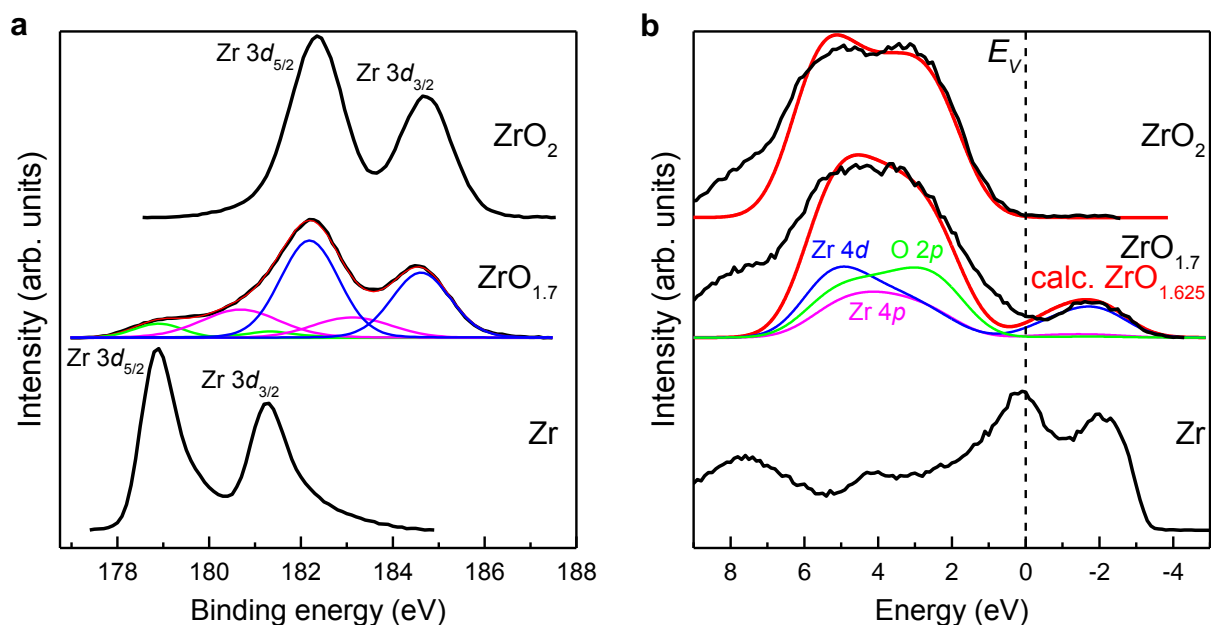 a
Zr 3d5/2
Zr 3d3/2
ZrO2
ZrO1.7
Zr 3d5/2
Zr 3d3/2
Zr
Intensity (arb. units)
178 180 182 184 186 188
Binding energy (eV)
b
EV
ZrO2
ZrO1.7
calc. ZrO1.625
Zr 4d
O 2p
Zr 4p
Zr
Intensity (arb. units)
8 6 4 2 0 -2 -4
Energy (eV)